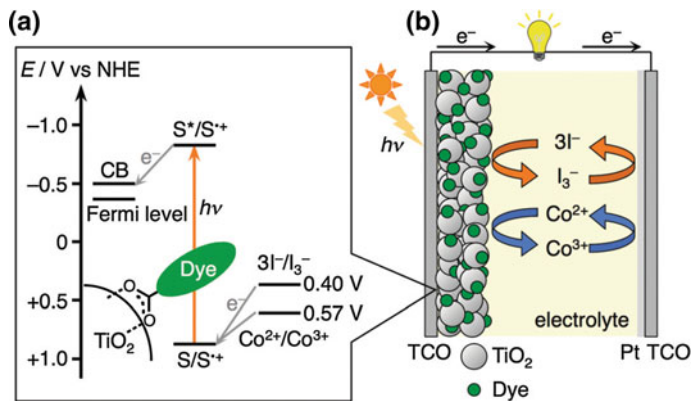 (a)
E / V vs NHE
−1.0
−0.5
0
+0.5
+1.0
S*/S•+
e−
CB
Fermi level
hν
Dye
3I−/I3−
0.40 V
e−
0.57 V
Co2+/Co3+
O
O
TiO2
S/S•+
(b)
e−
e−
hν
3I−
I3−
Co2+
Co3+
electrolyte
TCO
TiO2
Pt TCO
Dye